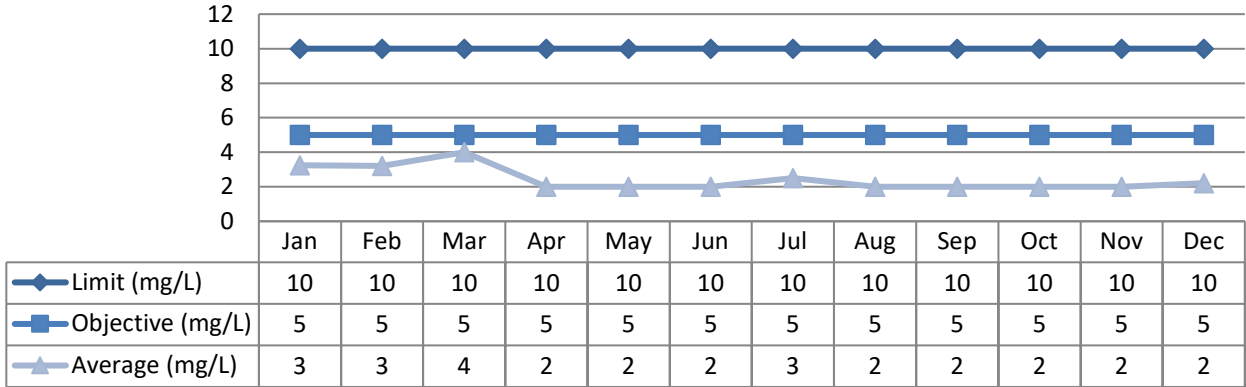 12
10
8
6
4
2
0
Jan Feb Mar Apr May Jun Jul Aug Sep Oct Nov Dec
Limit (mg/L) 10 10 10 10 10 10 10 10 10 10 10 10
Objective (mg/L) 5 5 5 5 5 5 5 5 5 5 5 5
Average (mg/L) 3 3 4 2 2 2 3 2 2 2 2 2